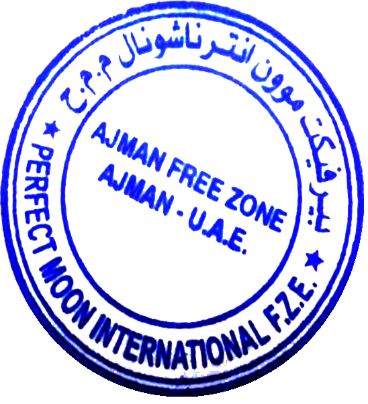 بيرفيكت موون انترناشونال م.م.ح
AJMAN FREE ZONE
AJMAN - U.A.E.
★ PERFECT MOON INTERNATIONAL F.Z.E. ★